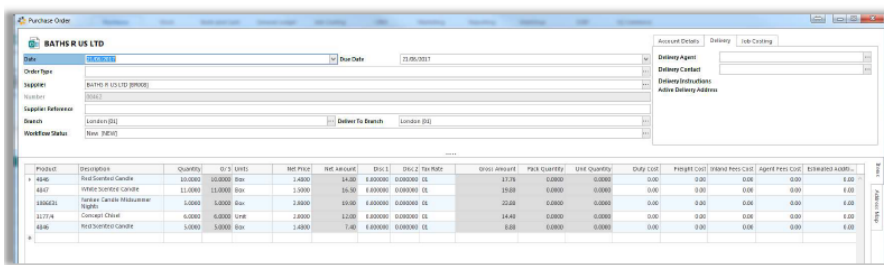 Purchase Order
BATHS R US LTD
Account Details Delivery Job Costing
Date 21/06/2017 Due Date 21/06/2017
Delivery Agent
Order Type
Delivery Contact
Supplier BATHS R US LTD
Delivery Instructions
Number
Active Delivery Address
Supplier Reference
Branch London [01] Deliver To Branch London [01]
Workflow Status New [NEW]
Product Description Quantity O/S Units Net Price Net Amount Disc 1 Disc 2 Tax Rate Gross Amount Pack Quantity Unit Quantity Duty Cost Freight Cost Inland Fees Cost Agent Fees Cost Estimated Additi...
4846 Red Scented Candle 10.0000 10.0000 Box 1.4800 14.80 0.000000 0.000000 01 17.76 0.0000 0.0000 0.00 0.00 0.00 0.00 0.00
4847 White Scented Candle 11.0000 11.0000 Box 1.5000 16.50 0.000000 0.000000 01 19.80 0.0000 0.0000 0.00 0.00 0.00 0.00 0.00
Yankee Candle Midsummer
Nights 5.0000 5.0000 Box 0.000000 0.000000 01 0.0000 0.0000 0.00 0.00 0.00 0.00 0.00
Concept Chisel 6.0000 6.0000 Unit 2.0000 12.00 0.000000 0.000000 01 14.40 0.0000 0.0000 0.00 0.00 0.00 0.00 0.00
4846 Red Scented Candle 5.0000 5.0000 Box 1.4800 7.40 0.000000 0.000000 01 8.88 0.0000 0.0000 0.00 0.00 0.00 0.00 0.00
Items
Address Map